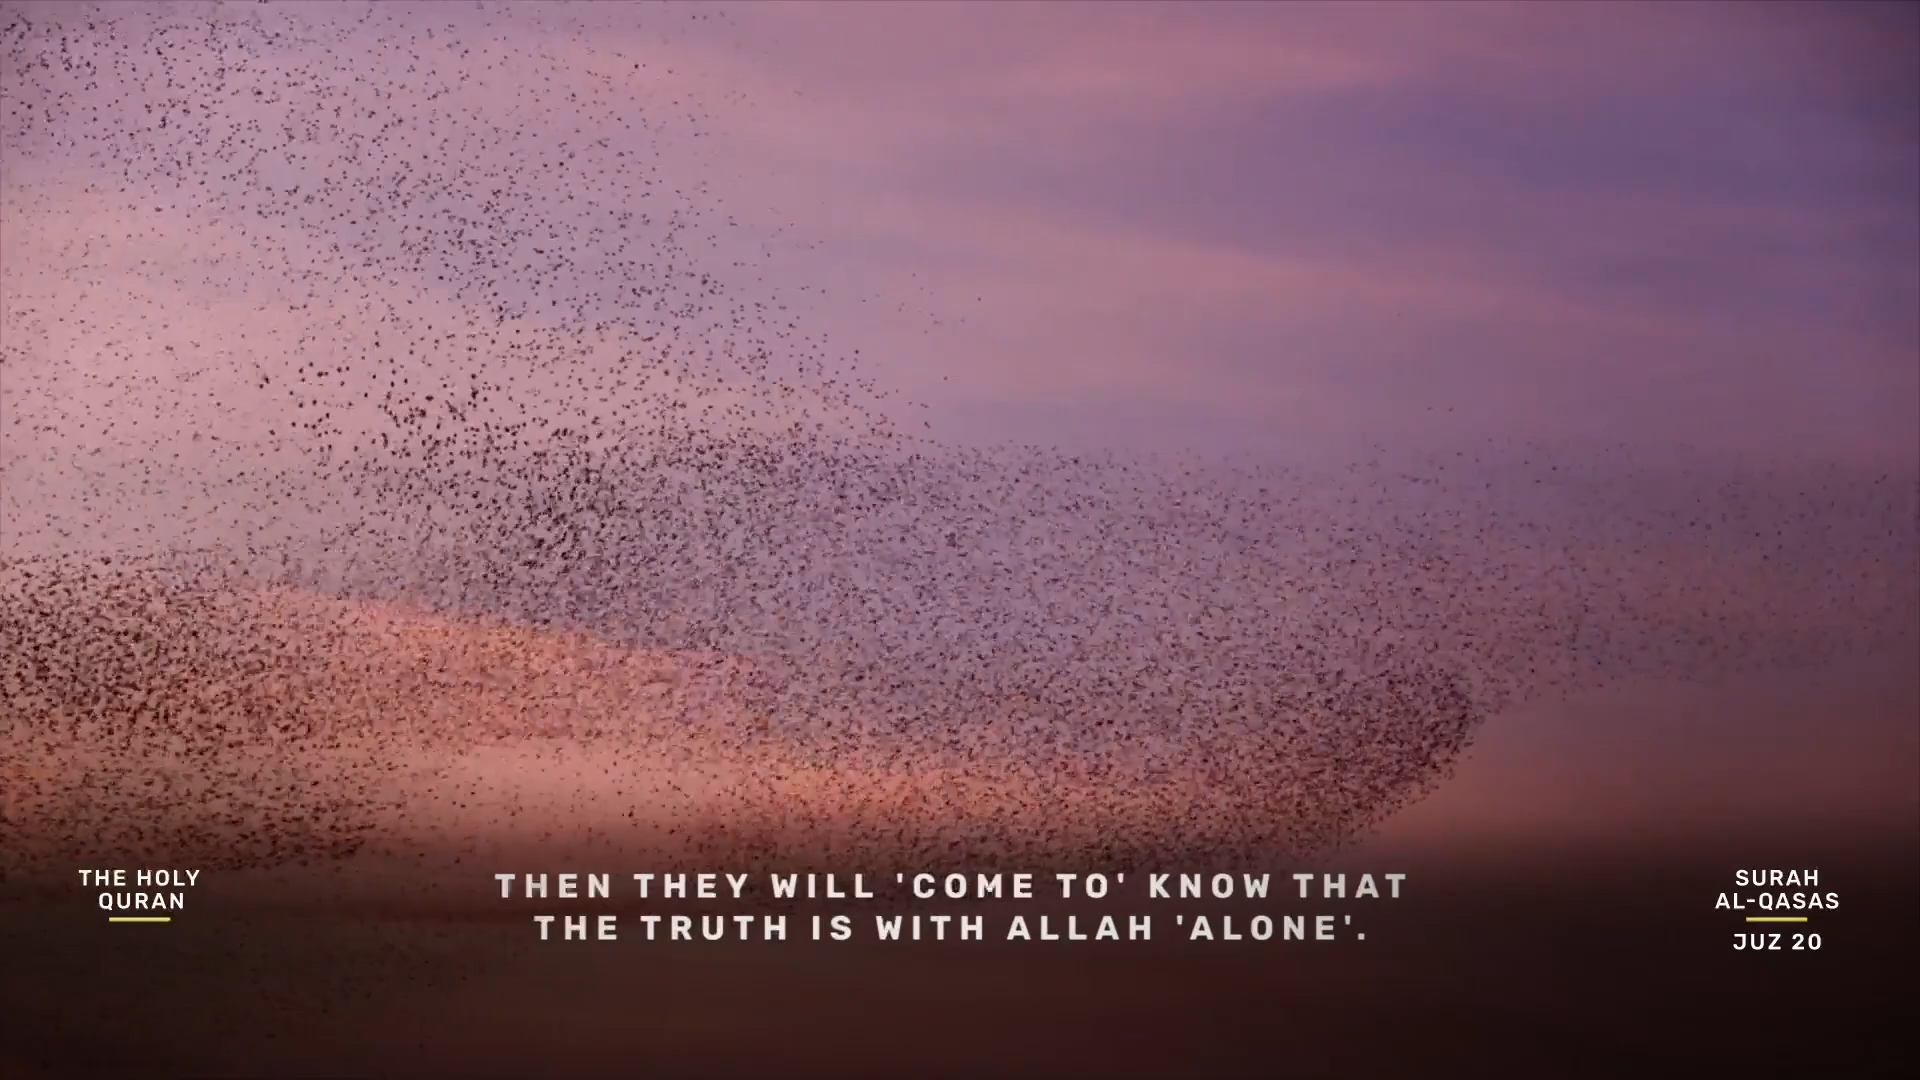 THE HOLY
QURAN
THEN THEY WILL 'COME TO' KNOW THAT
THE TRUTH IS WITH ALLAH 'ALONE'.
SURAH
AL-QASAS
JUZ 20